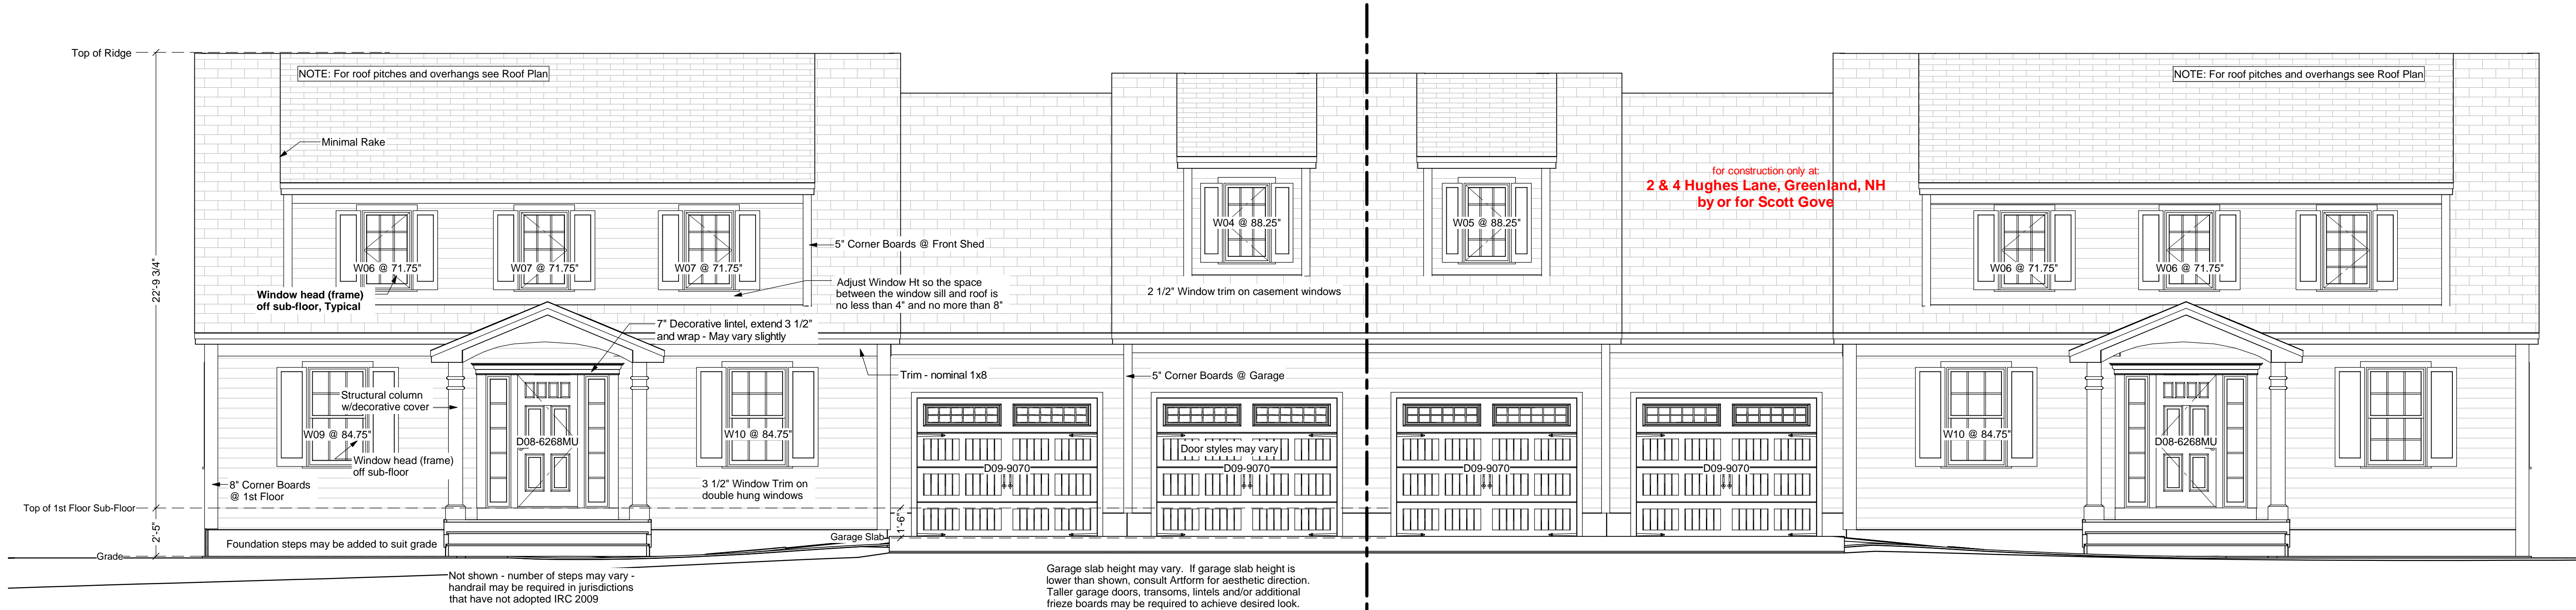 Top of Ridge
NOTE: For roof pitches and overhangs see Roof Plan
NOTE: For roof pitches and overhangs see Roof Plan
Minimal Rake
for construction only at:
2 & 4 Hughes Lane, Greenland, NH
by or for Scott Gove
W04 @ 88.25"
W05 @ 88.25"
5" Corner Boards @ Front Shed
22'-9 3/4"
W06 @ 71.75"
W07 @ 71.75"
W07 @ 71.75"
W06 @ 71.75"
W06 @ 71.75"
Window head (frame)
off sub-floor, Typical
Adjust Window Ht so the space
between the window sill and roof is
no less than 4" and no more than 8"
2 1/2" Window trim on casement windows
7" Decorative lintel, extend 3 1/2"
and wrap - May vary slightly
Trim - nominal 1x8
5" Corner Boards @ Garage
Structural column
w/decorative cover
W09 @ 84.75"
D08-6268MU
W10 @ 84.75"
W10 @ 84.75"
D08-6268MU
Door styles may vary
Window head (frame)
off sub-floor
D09-9070
D09-9070
D09-9070
D09-9070
8" Corner Boards
@ 1st Floor
3 1/2" Window Trim on
double hung windows
Top of 1st Floor Sub-Floor
2'-5"
1'-6"
Garage Slab
Foundation steps may be added to suit grade
Grade
Not shown - number of steps may vary -
handrail may be required in jurisdictions
that have not adopted IRC 2009
Garage slab height may vary. If garage slab height is
lower than shown, consult Artform for aesthetic direction.
Taller garage doors, transoms, lintels and/or additional
frieze boards may be required to achieve desired look.